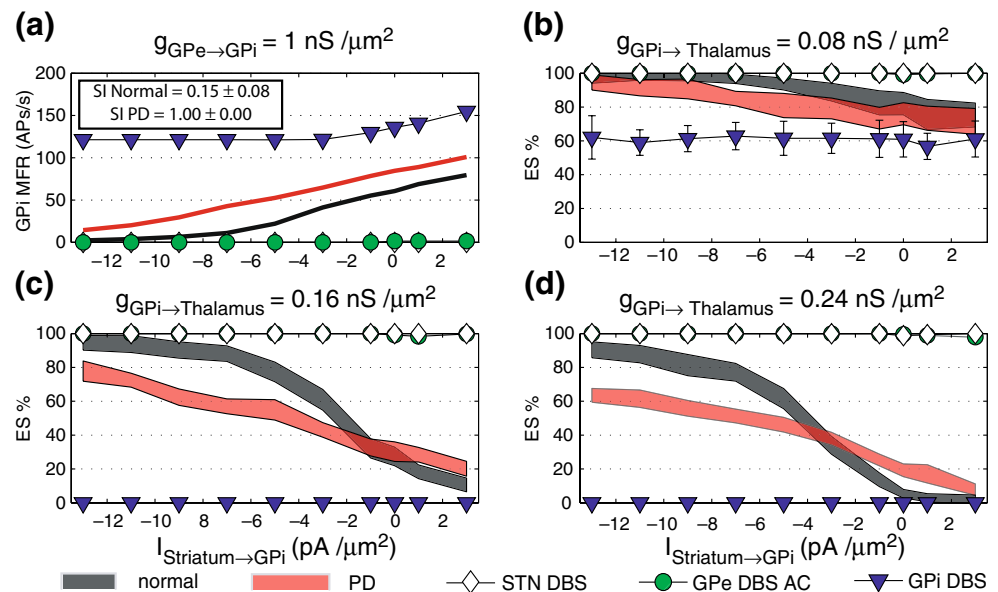 (a)
g_GPe→GPi = 1 nS /μm²
GPi MFR (APs/s)
200
150
100
50
0
SI Normal = 0.15 ± 0.08
SI PD = 1.00 ± 0.00
−12 −10 −8 −6 −4 −2 0 2
(b)
g_GPi→ Thalamus = 0.08 nS / μm²
ES %
100
80
60
40
20
0
−12 −10 −8 −6 −4 −2 0 2
(c)
g_GPi→Thalamus = 0.16 nS /μm²
ES %
100
80
60
40
20
0
−12 −10 −8 −6 −4 −2 0 2
I_Striatum→GPi (pA /μm²)
(d)
g_GPi→ Thalamus = 0.24 nS /μm²
ES %
100
80
60
40
20
0
−12 −10 −8 −6 −4 −2 0 2
I_Striatum→GPi (pA /μm²)
normal PD STN DBS GPe DBS AC GPi DBS